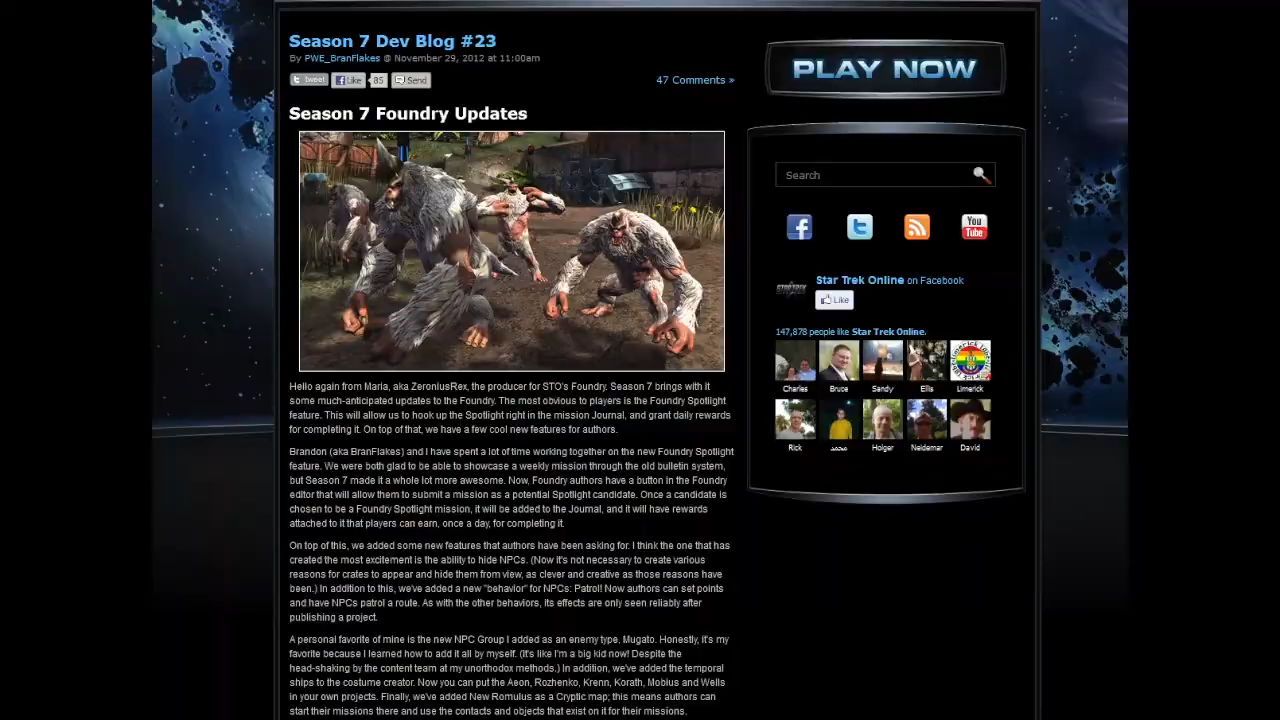 Season 7 Dev Blog #23
By PWE_BranFlakes @ November 29, 2012 at 11:00am
tweet Like 85 Send
47 Comments »
Season 7 Foundry Updates
Hello again from Maria, aka ZeroniusRex, the producer for STO's Foundry. Season 7 brings with it
some much-anticipated updates to the Foundry. The most obvious to players is the Foundry Spotlight
feature. This will allow us to hook up the Spotlight right in the mission Journal, and grant daily rewards
for completing it. On top of that, we have a few cool new features for authors.
Brandon (aka BranFlakes) and I have spent a lot of time working together on the new Foundry Spotlight
feature. We were both glad to be able to showcase a weekly mission through the old bulletin system,
but Season 7 made it a whole lot more awesome. Now, Foundry authors have a button in the Foundry
editor that will allow them to submit a mission as a potential Spotlight candidate. Once a candidate is
chosen to be a Foundry Spotlight mission, it will be added to the Journal, and it will have rewards
attached to it that players can earn, once a day, for completing it.
On top of this, we added some new features that authors have been asking for. I think the one that has
created the most excitement is the ability to hide NPCs. (Now it's not necessary to create various
reasons for crates to appear and hide them from view, as clever and creative as those reasons have
been.) In addition to this, we've added a new "behavior" for NPCs: Patrol! Now authors can set points
and have NPCs patrol a route. As with the other behaviors, its effects are only seen reliably after
publishing a project.
A personal favorite of mine is the new NPC Group I added as an enemy type, Mugato. Honestly, it's my
favorite because I learned how to add it all by myself. (It's like I'm a big kid now! Despite the
head-shaking by the content team at my unorthodox methods.) In addition, we've added the temporal
ships to the costume creator. Now you can put the Aeon, Rozhenko, Krenn, Korath, Mobius and Wells
in your own projects. Finally, we've added New Romulus as a Cryptic map; this means authors can
start their missions there and use the contacts and objects that exist on it for their missions.
PLAY NOW
Search
You
Tube
STAR TREK
Star Trek Online on Facebook
Like
147,878 people like Star Trek Online.
Charles Bruce Sandy Ellis Limerick
Rick محمد Holger Neidemar David